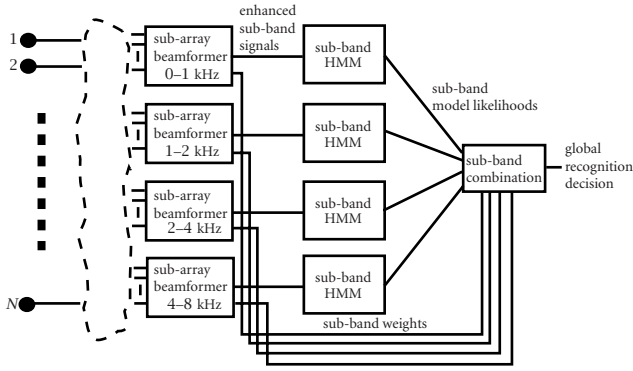 1
2
N
sub-array
beamformer
0–1 kHz
enhanced
sub-band
signals
sub-band
HMM
sub-array
beamformer
1–2 kHz
sub-band
HMM
sub-array
beamformer
2–4 kHz
sub-band
HMM
sub-array
beamformer
4–8 kHz
sub-band
HMM
sub-band
model likelihoods
sub-band
combination
global
recognition
decision
sub-band weights